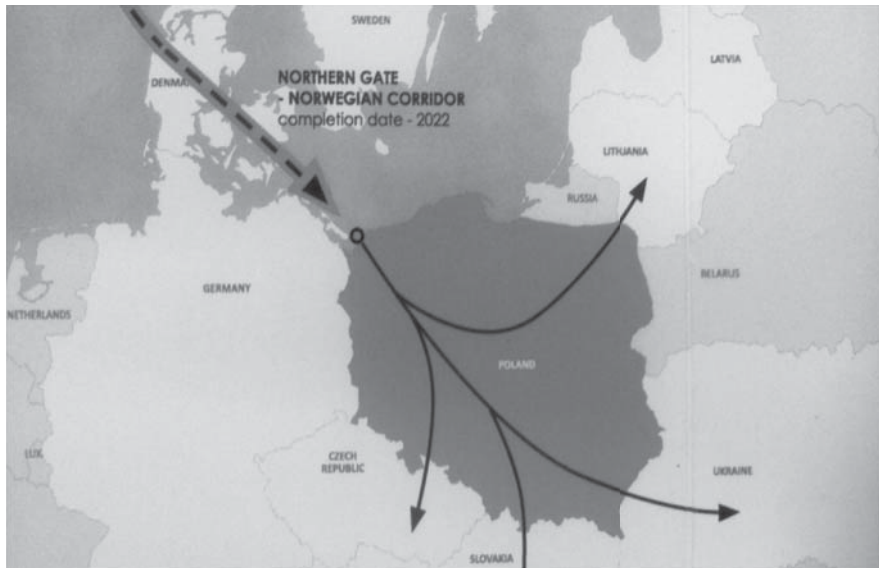 SWEDEN
LATVIA
DENMA
NORTHERN GATE
- NORWEGIAN CORRIDOR
completion date - 2022
LITHUANIA
RUSSIA
BELARUS
GERMANY
NETHERLANDS
POLAND
LUX.
CZECH
REPUBLIC
UKRAINE
SLOVAKIA